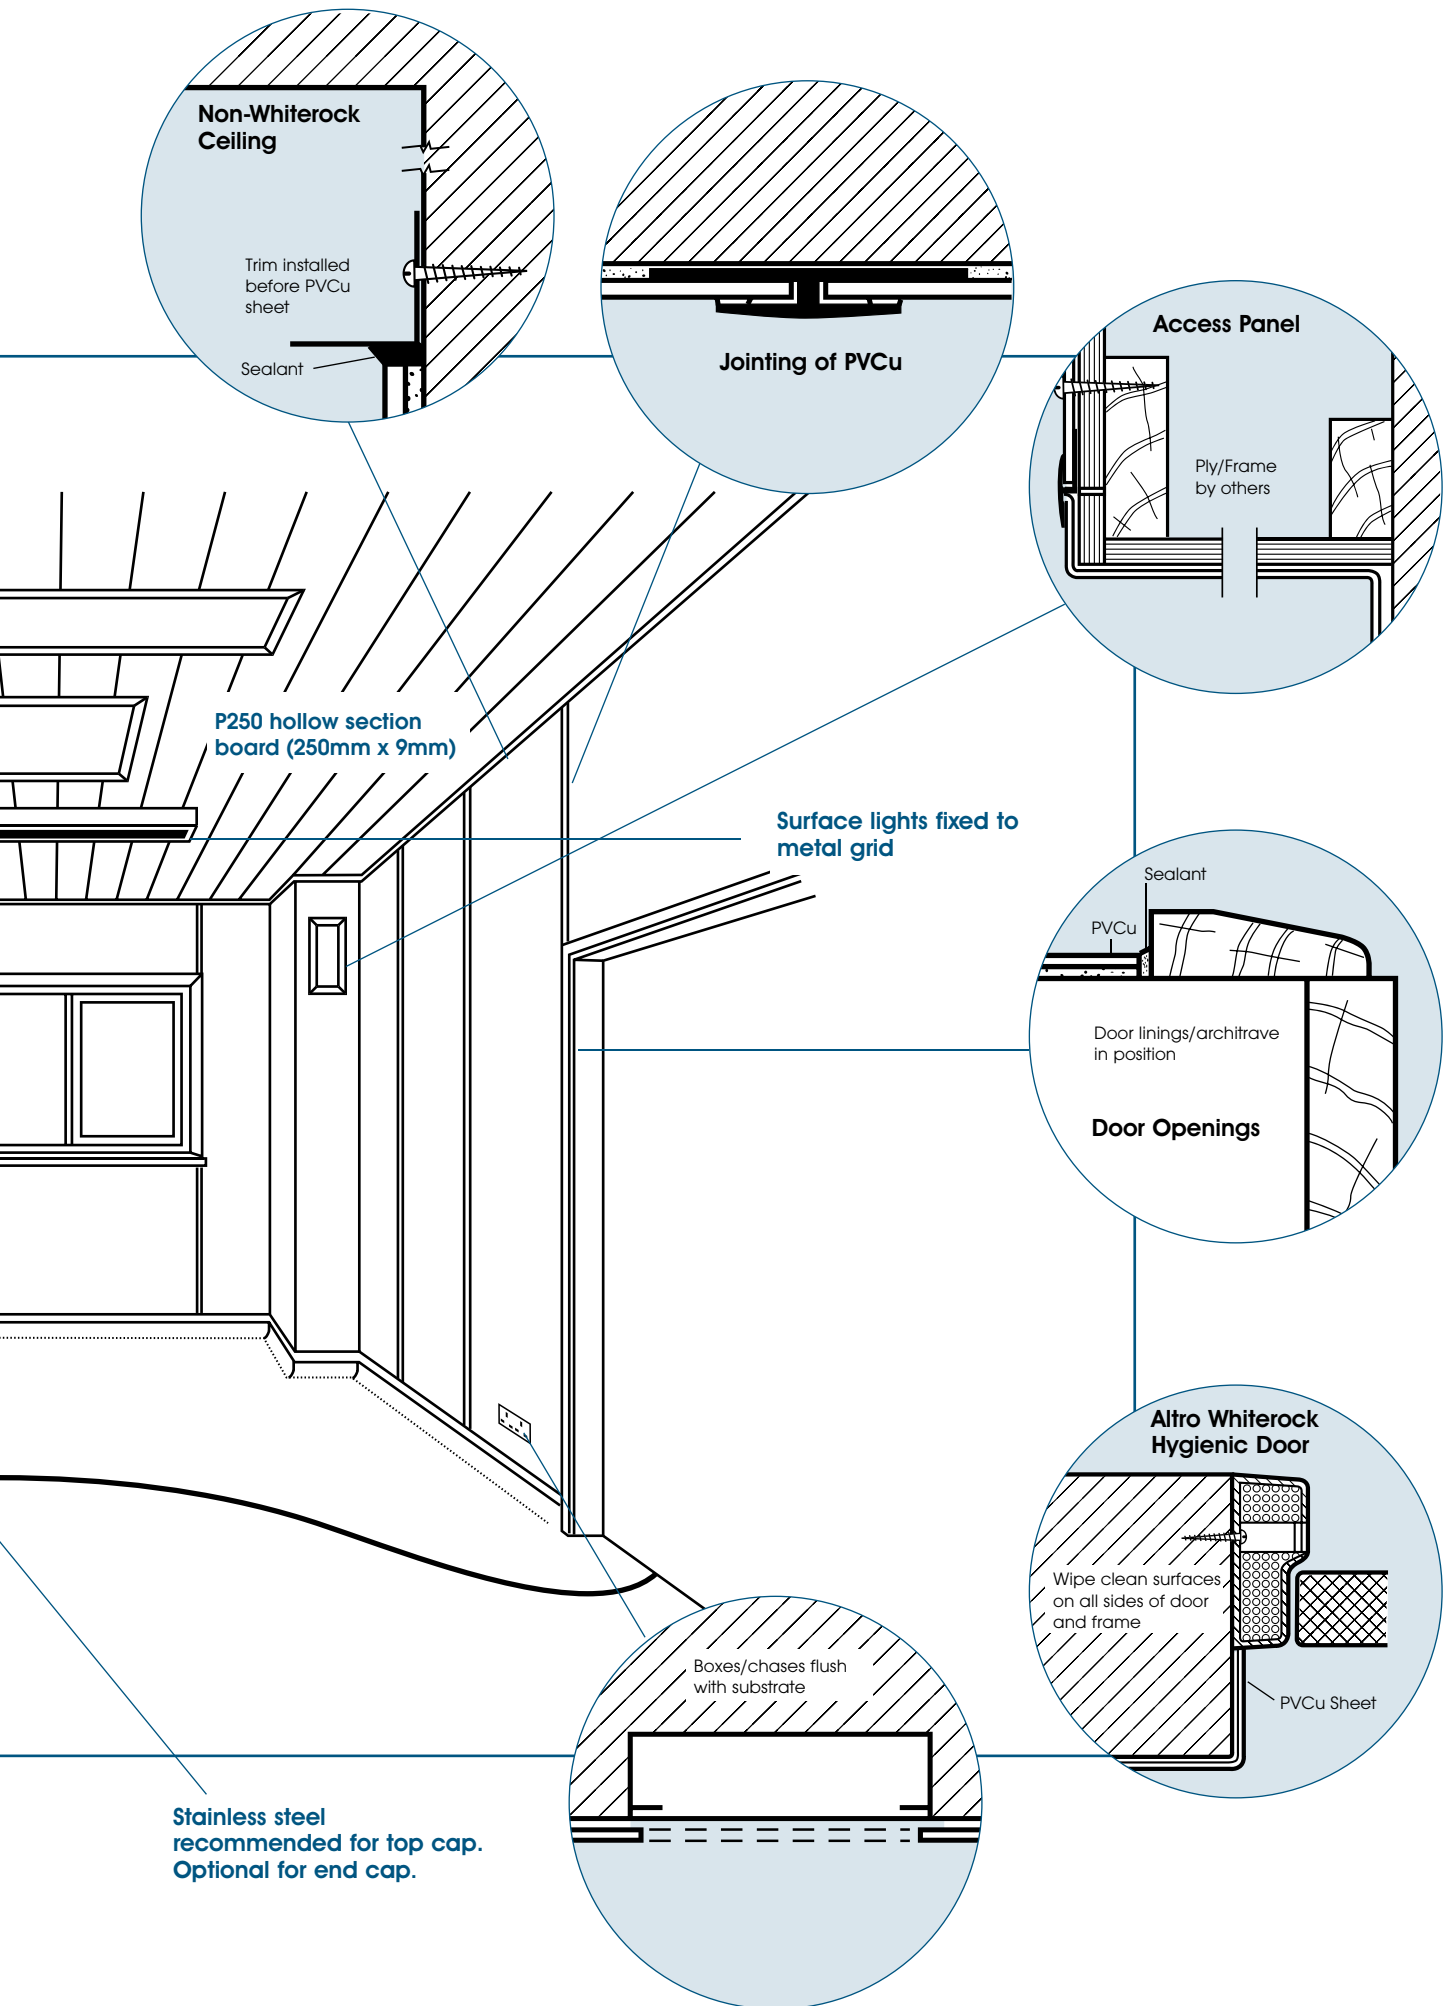 Non-Whiterock
Ceiling
Trim installed
before PVCu
sheet
Sealant
Jointing of PVCu
Access Panel
Ply/Frame
by others
P250 hollow section
board (250mm x 9mm)
Surface lights fixed to
metal grid
Sealant
PVCu
Door linings/architrave
in position
Door Openings
Altro Whiterock
Hygienic Door
Wipe clean surfaces
on all sides of door
and frame
PVCu Sheet
Boxes/chases flush
with substrate
Stainless steel
recommended for top cap.
Optional for end cap.